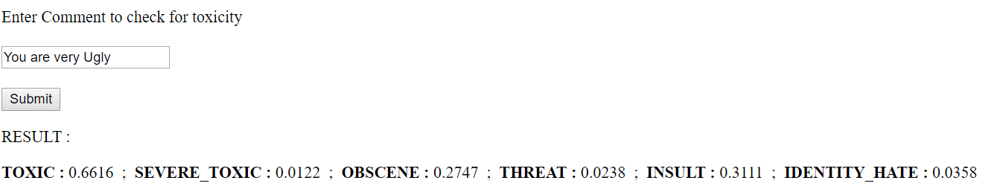 Enter Comment to check for toxicity
You are very Ugly
Submit
RESULT :
TOXIC : 0.6616 ; SEVERE_TOXIC : 0.0122 ; OBSCENE : 0.2747 ; THREAT : 0.0238 ; INSULT : 0.3111 ; IDENTITY_HATE : 0.0358